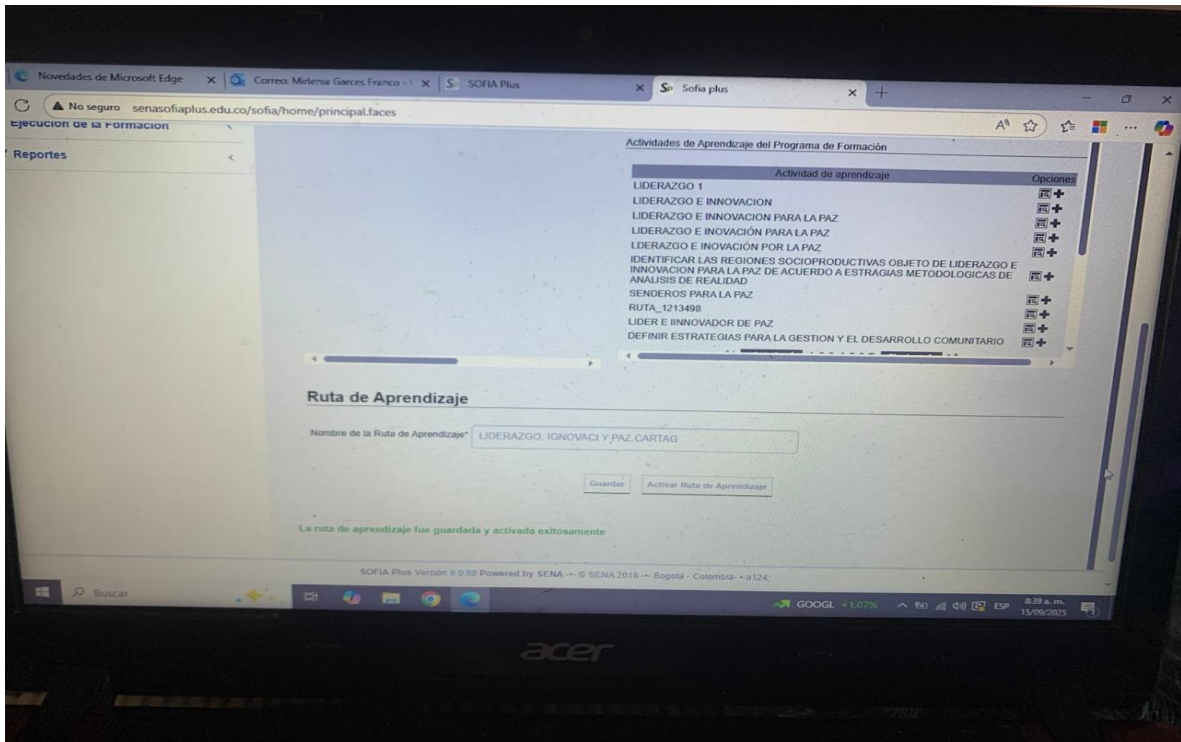 Novedades de Microsoft Edge
Correo: Mirlenia Garces Franco -
SOFIA Plus
Sofia plus
No seguro senasofiaplus.edu.co/sofia/home/principal.faces
Ejecución de la Formación
Reportes
Actividades de Aprendizaje del Programa de Formación
Actividad de aprendizaje Opciones
LIDERAZGO 1
LIDERAZGO E INNOVACION
LIDERAZGO E INNOVACION PARA LA PAZ
LIDERAZGO E INOVACIÓN PARA LA PAZ
LDERAZGO E INOVACIÓN POR LA PAZ
IDENTIFICAR LAS REGIONES SOCIOPRODUCTIVAS OBJETO DE LIDERAZGO E
INNOVACION PARA LA PAZ DE ACUERDO A ESTRAGIAS METODOLOGICAS DE
ANALISIS DE REALIDAD
SENDEROS PARA LA PAZ
RUTA_1213498
LIDER E IINNOVADOR DE PAZ
DEFINIR ESTRATEGIAS PARA LA GESTION Y EL DESARROLLO COMUNITARIO
Ruta de Aprendizaje
Nombre de la Ruta de Aprendizaje* LIDERAZGO, IGNOVACI Y PAZ.CARTAG
Guardar Activar Ruta de Aprendizaje
La ruta de aprendizaje fue guardada y activada exitosamente
SOFIA Plus Versión 9.0.60 Powered by SENA -•- © SENA 2018 -•- Bogotá - Colombia- • a124;
Buscar
GOOGL +1,07%
ESP
8:39 a. m.
15/09/2025
acer